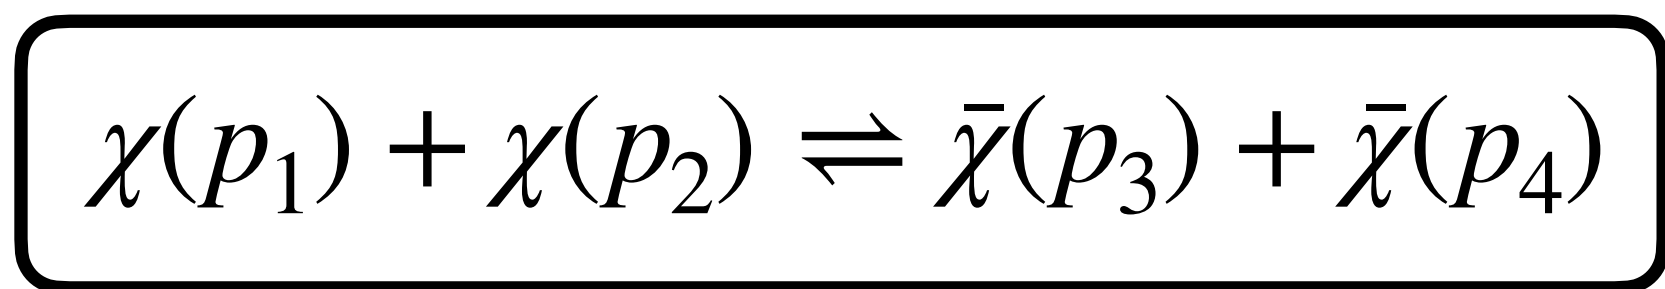 χ(p₁) + χ(p₂) ⇌ χ̄(p₃) + χ̄(p₄)